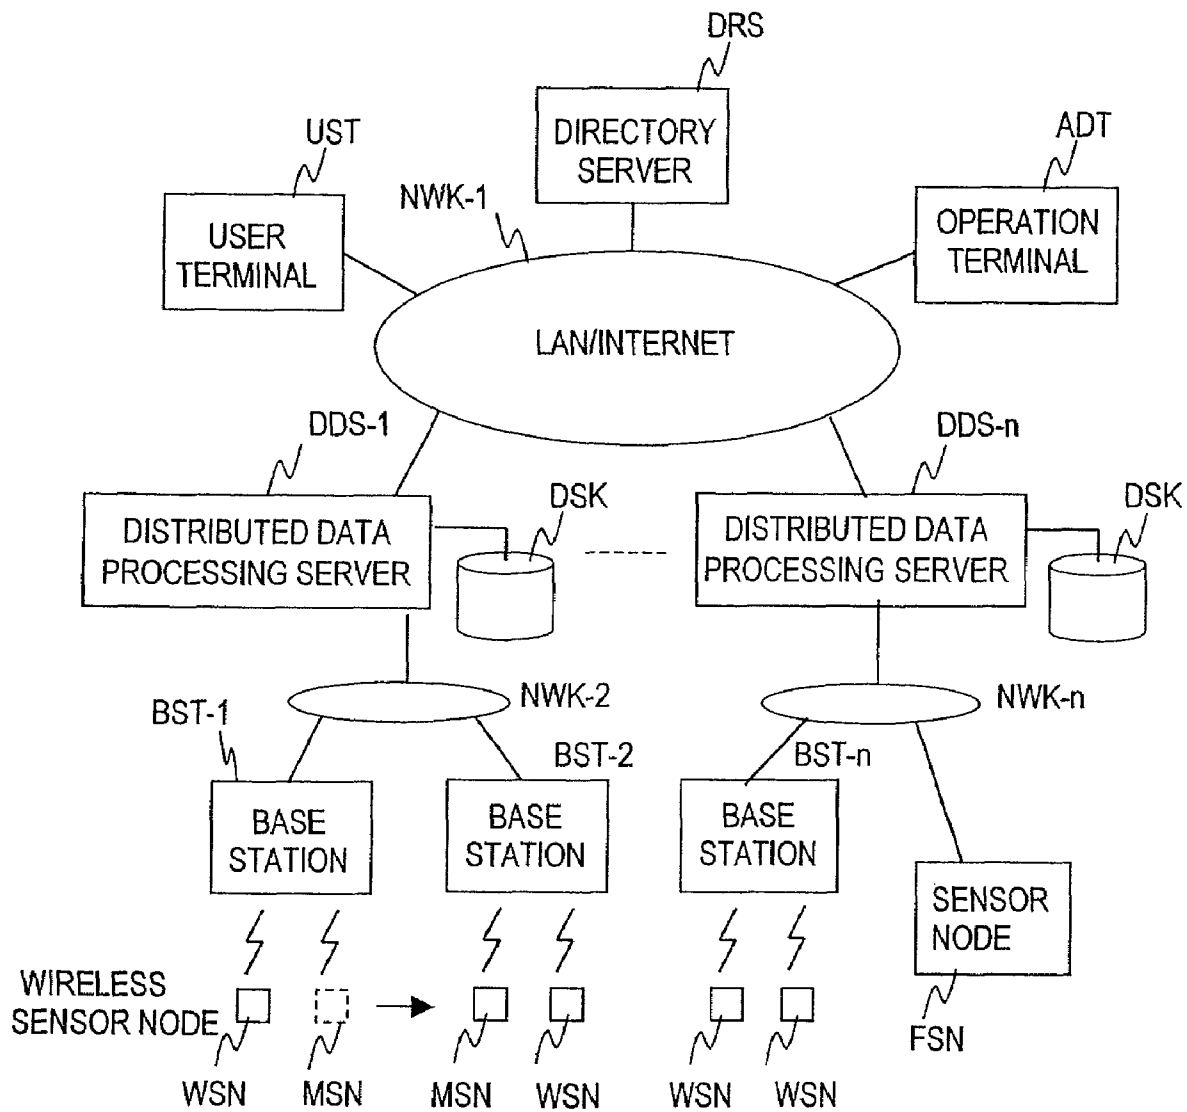 DRS
DIRECTORY
SERVER
UST
ADT
NWK-1
USER
TERMINAL
OPERATION
TERMINAL
LAN/INTERNET
DDS-1
DDS-n
DISTRIBUTED DATA
PROCESSING SERVER
DSK
DISTRIBUTED DATA
PROCESSING SERVER
DSK
NWK-2
NWK-n
BST-1
BST-2
BST-n
BASE
STATION
BASE
STATION
BASE
STATION
SENSOR
NODE
WIRELESS
SENSOR NODE
FSN
WSN
MSN
MSN
WSN
WSN
WSN